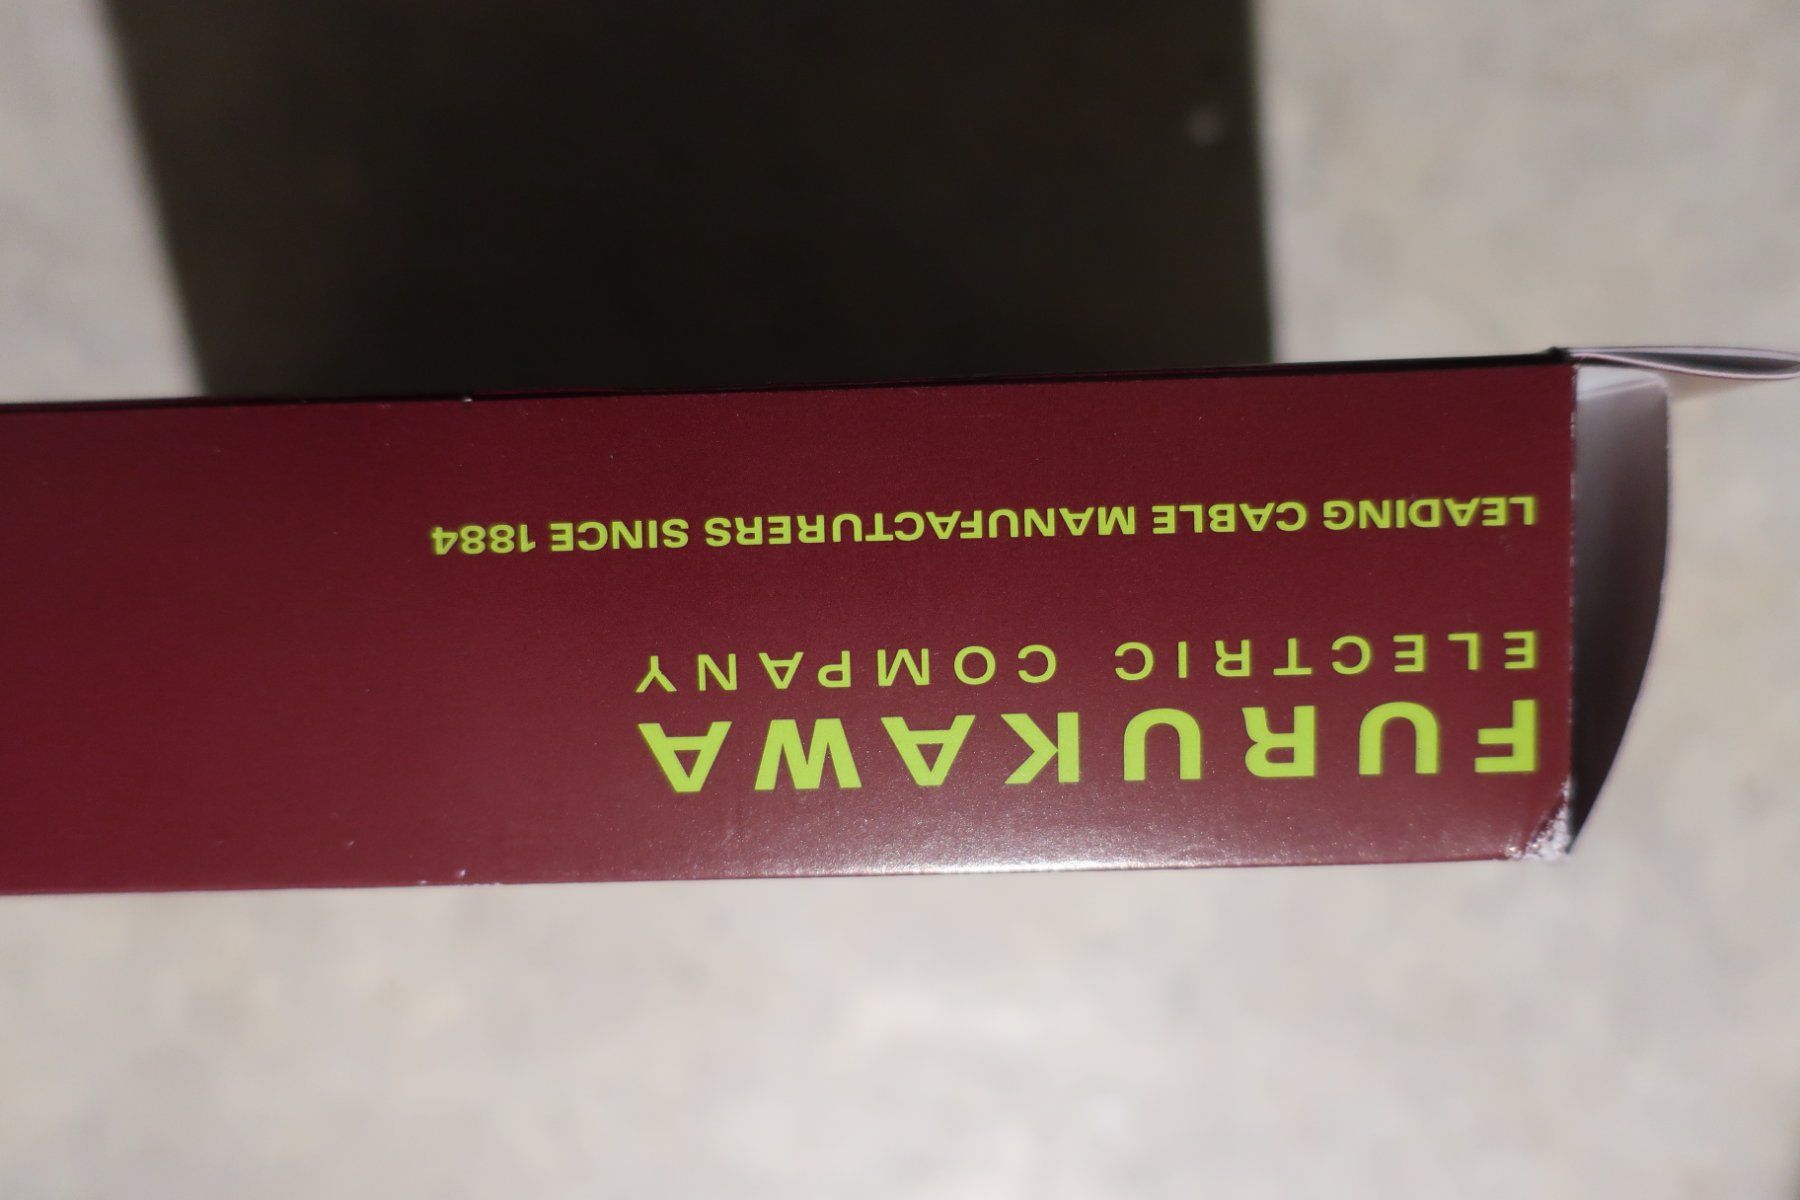 FURUKAWA
ELECTRIC COMPANY
LEADING CABLE MANUFACTURERS SINCE 1884